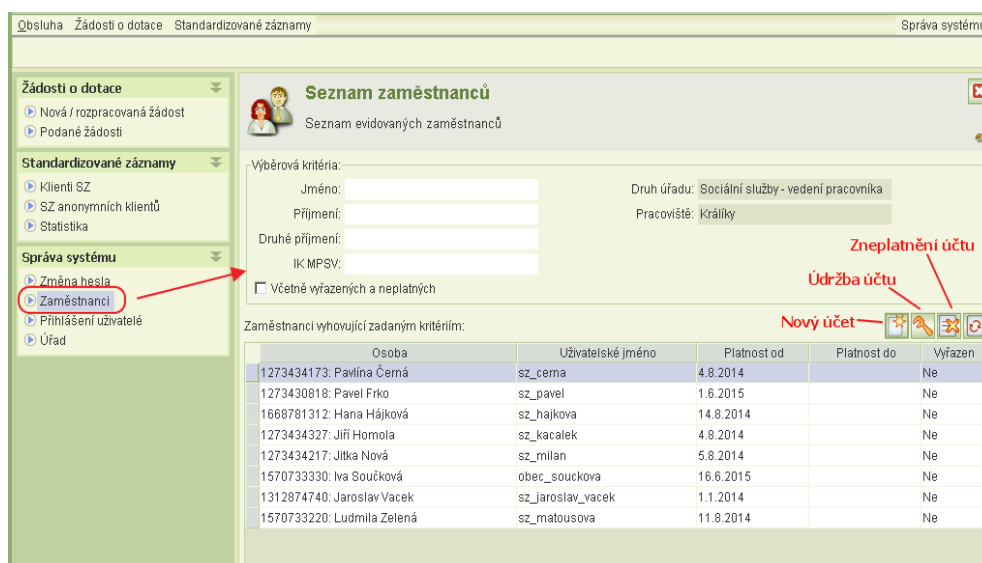 Obsluha Žádosti o dotace Standardizované záznamy Správa systému
Žádosti o dotace
Nová / rozpracovaná žádost
Podané žádosti
Standardizované záznamy
Klienti SZ
SZ anonymních klientů
Statistika
Správa systému
Změna hesla
Zaměstnanci
Přihlášení uživatelé
Úřad
Seznam zaměstnanců
Seznam evidovaných zaměstnanců
Výběrová kritéria:
Jméno: Druh úřadu: Sociální služby - vedení pracovníka
Příjmení: Pracoviště: Králíky
Druhé příjmení:
IK MPSV:
Včetně vyřazených a neplatných
Zneplatnění účtu
Údržba účtu
Nový účet
Zaměstnanci vyhovující zadaným kritériím:
Osoba Uživatelské jméno Platnost od Platnost do Vyřazen
1273434173: Pavlína Černá sz_cerna 4.8.2014 Ne
1273430818: Pavel Frko sz_pavel 1.6.2015 Ne
1668781312: Hana Hájková sz_hajkova 14.8.2014 Ne
1273434327: Jiří Homola sz_kacalek 4.8.2014 Ne
1273434217: Jitka Nová sz_milan 5.8.2014 Ne
1570733330: Iva Součková obec_souckova 16.6.2015 Ne
1312874740: Jaroslav Vacek sz_jaroslav_vacek 1.1.2014 Ne
1570733220: Ludmila Zelená sz_matousova 11.8.2014 Ne